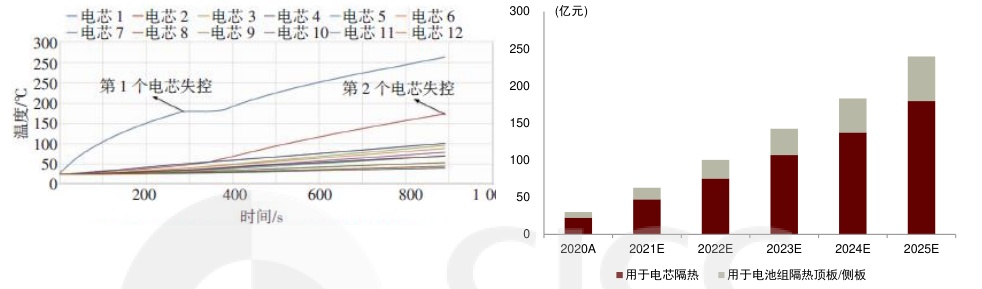 电芯 1 电芯 2 电芯 3 电芯 4 电芯 5 电芯 6
电芯 7 电芯 8 电芯 9 电芯 10 电芯 11 电芯 12
300
250
250
200
100
100
50
0
温度/℃
第 1 个电芯失控
第 2 个电芯失控
200 400 600 800 1 00
时间/s
(亿元)
300
250
200
150
100
50
0
2020A 2021E 2022E 2023E 2024E 2025E
用于电芯隔热 用于电池组隔热顶板/侧板
CICC